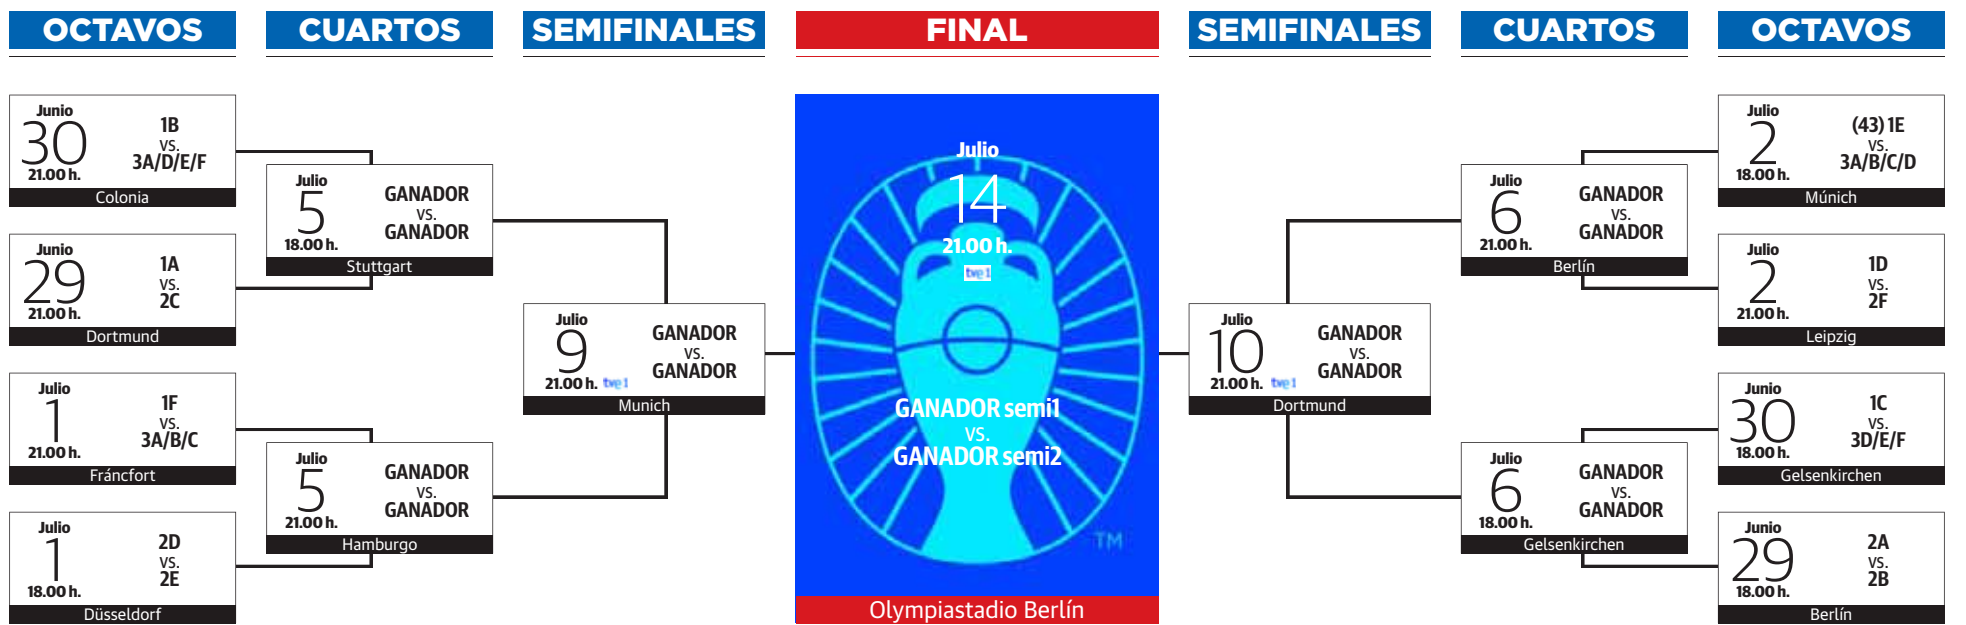 OCTAVOS
CUARTOS
SEMIFINALES
FINAL
SEMIFINALES
CUARTOS
OCTAVOS
Junio
30
21.00 h.
1B
VS.
3A/D/E/F
Colonia
Junio
29
21.00 h.
1A
VS.
2C
Dortmund
Julio
1
21.00 h.
1F
VS.
3A/B/C
Fráncfort
Julio
1
18.00 h.
2D
VS.
2E
Düsseldorf
Julio
5
18.00 h.
GANADOR
VS.
GANADOR
Stuttgart
Julio
5
21.00 h.
GANADOR
VS.
GANADOR
Hamburgo
Julio
9
21.00 h. tve1
GANADOR
VS.
GANADOR
Munich
Julio
14
21.00 h.
tve1
GANADOR semi1
VS.
GANADOR semi2
TM
Olympiastadio Berlín
Julio
10
21.00 h. tve1
GANADOR
VS.
GANADOR
Dortmund
Julio
6
21.00 h.
GANADOR
VS.
GANADOR
Berlín
Julio
6
18.00 h.
GANADOR
VS.
GANADOR
Gelsenkirchen
Julio
2
18.00 h.
(43) 1E
VS.
3A/B/C/D
Múnich
Julio
2
21.00 h.
1D
VS.
2F
Leipzig
Junio
30
18.00 h.
1C
VS.
3D/E/F
Gelsenkirchen
Junio
29
18.00 h.
2A
VS.
2B
Berlín